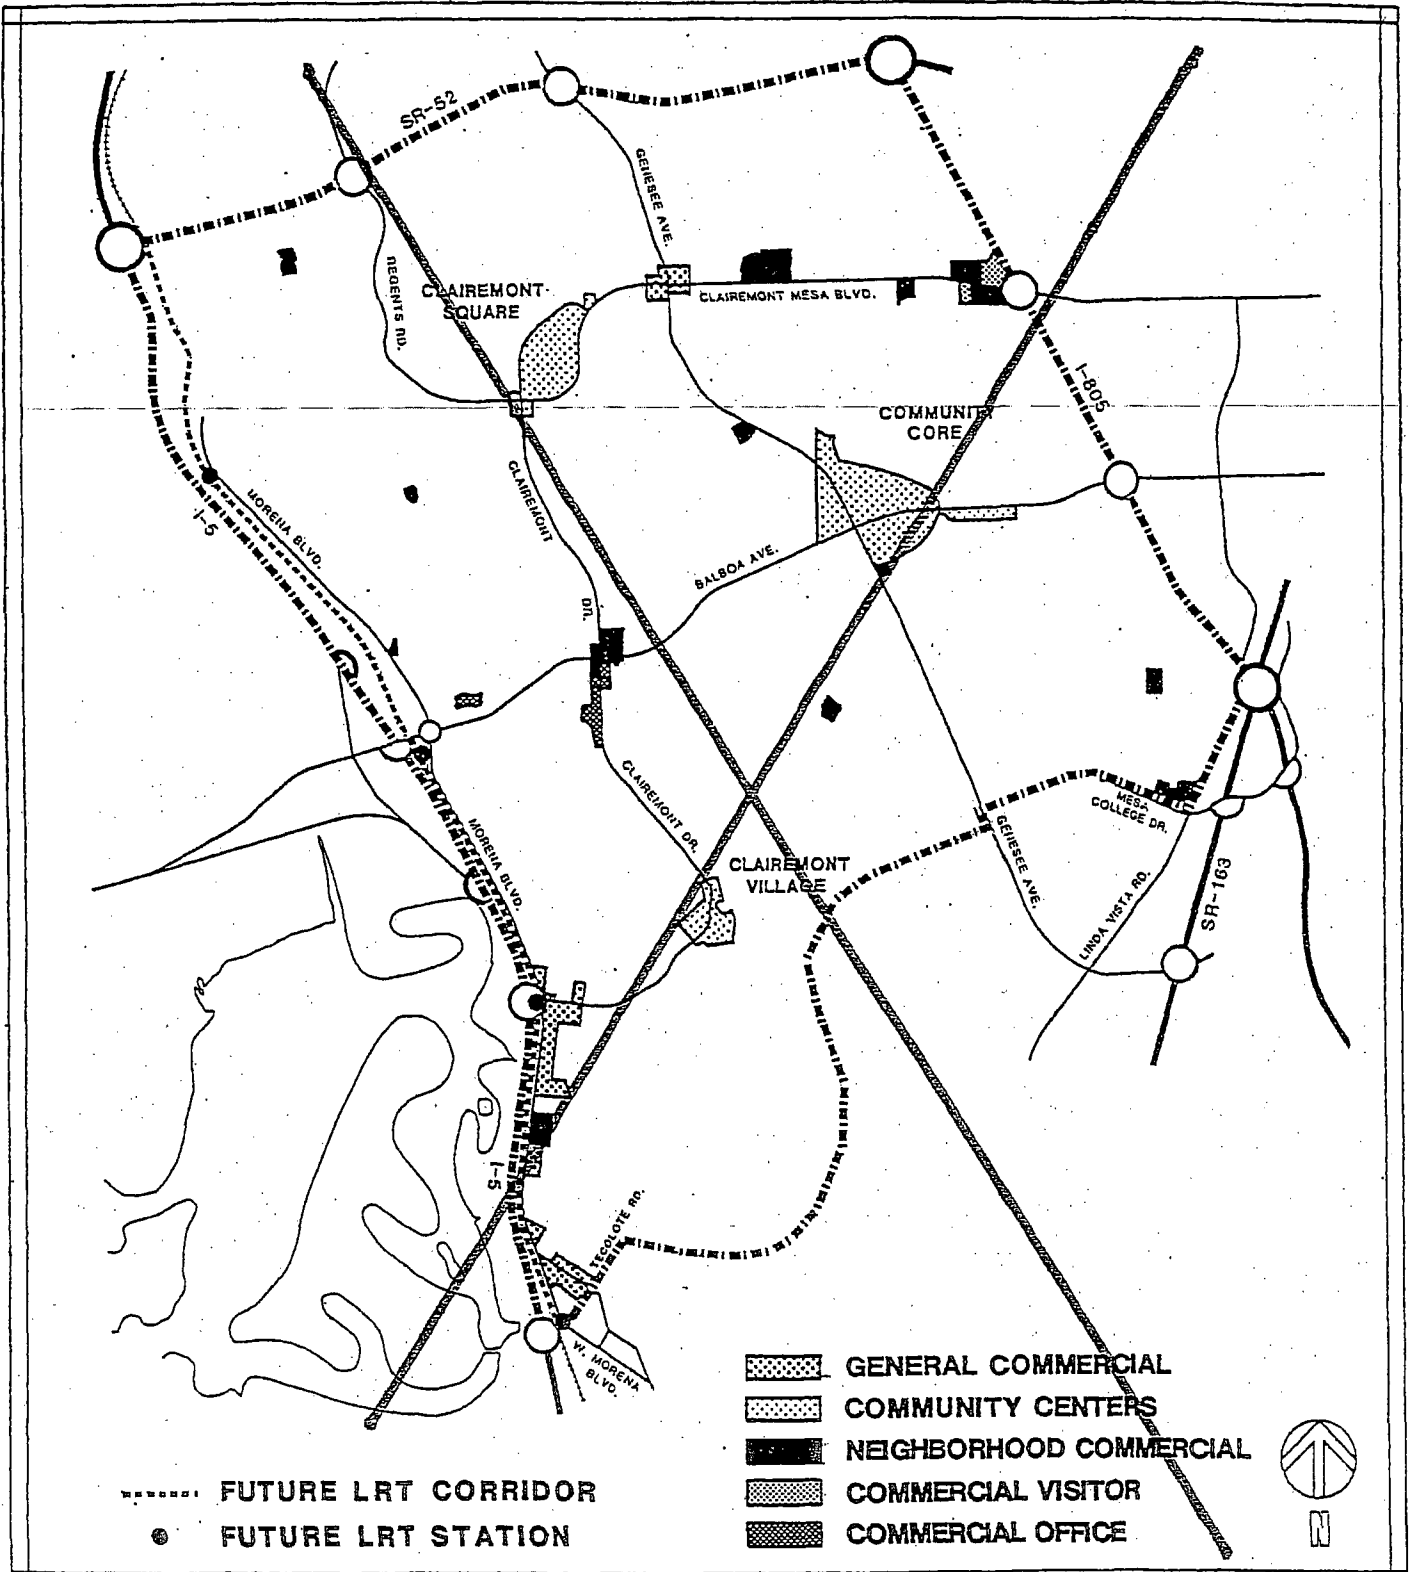 SR-52
GENESEE AVE.
REGENTS RD.
CLAIREMONT-
SQUARE
CLAIREMONT MESA BLVD.
I-805
COMMUNITY
CORE
CLAIREMONT
DR.
MORENA BLVD.
I-5
BALBOA AVE.
CLAIREMONT DR.
MESA
COLLEGE DR.
MORENA BLVD.
CLAIREMONT
VILLAGE
GENESEE AVE.
LINDA VISTA RD.
SR-163
I-5
TECOLOTE RD.
W. MORENA
BLVD.
GENERAL COMMERCIAL
COMMUNITY CENTERS
NEIGHBORHOOD COMMERCIAL
COMMERCIAL VISITOR
COMMERCIAL OFFICE
FUTURE LRT CORRIDOR
FUTURE LRT STATION
N